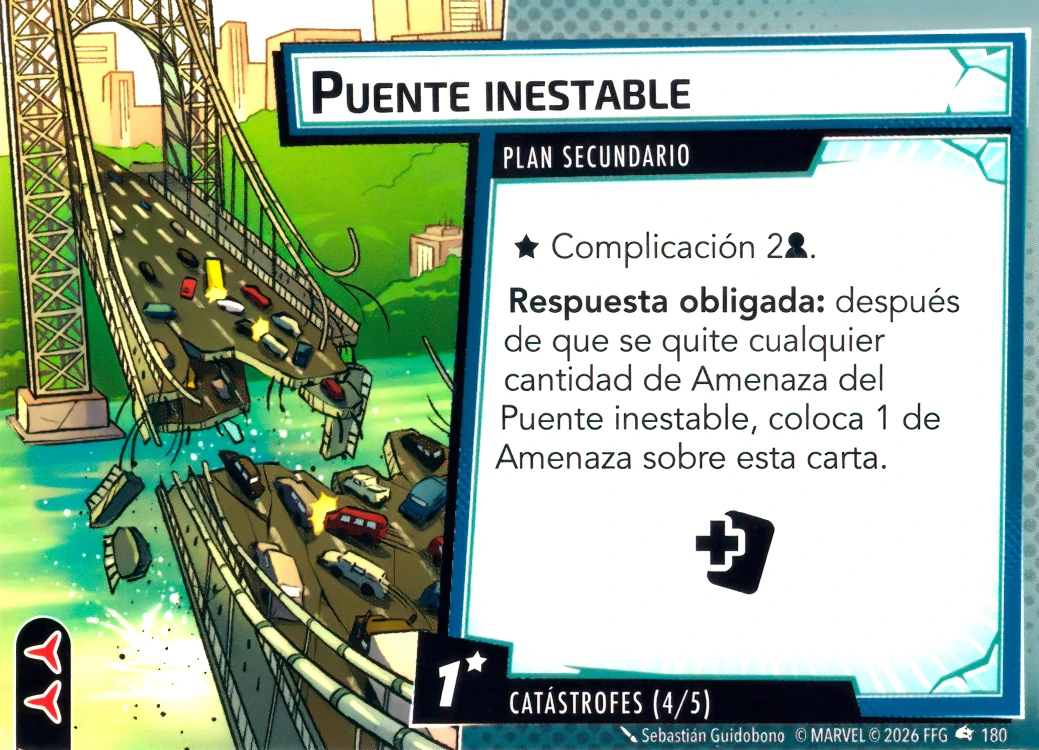 Puente inestable
PLAN SECUNDARIO
★ Complicación 2.
Respuesta obligada: después
de que se quite cualquier
cantidad de Amenaza del
Puente inestable, coloca 1 de
Amenaza sobre esta carta.
1★
CATÁSTROFES (4/5)
Sebastián Guidobono © MARVEL © 2026 FFG 180